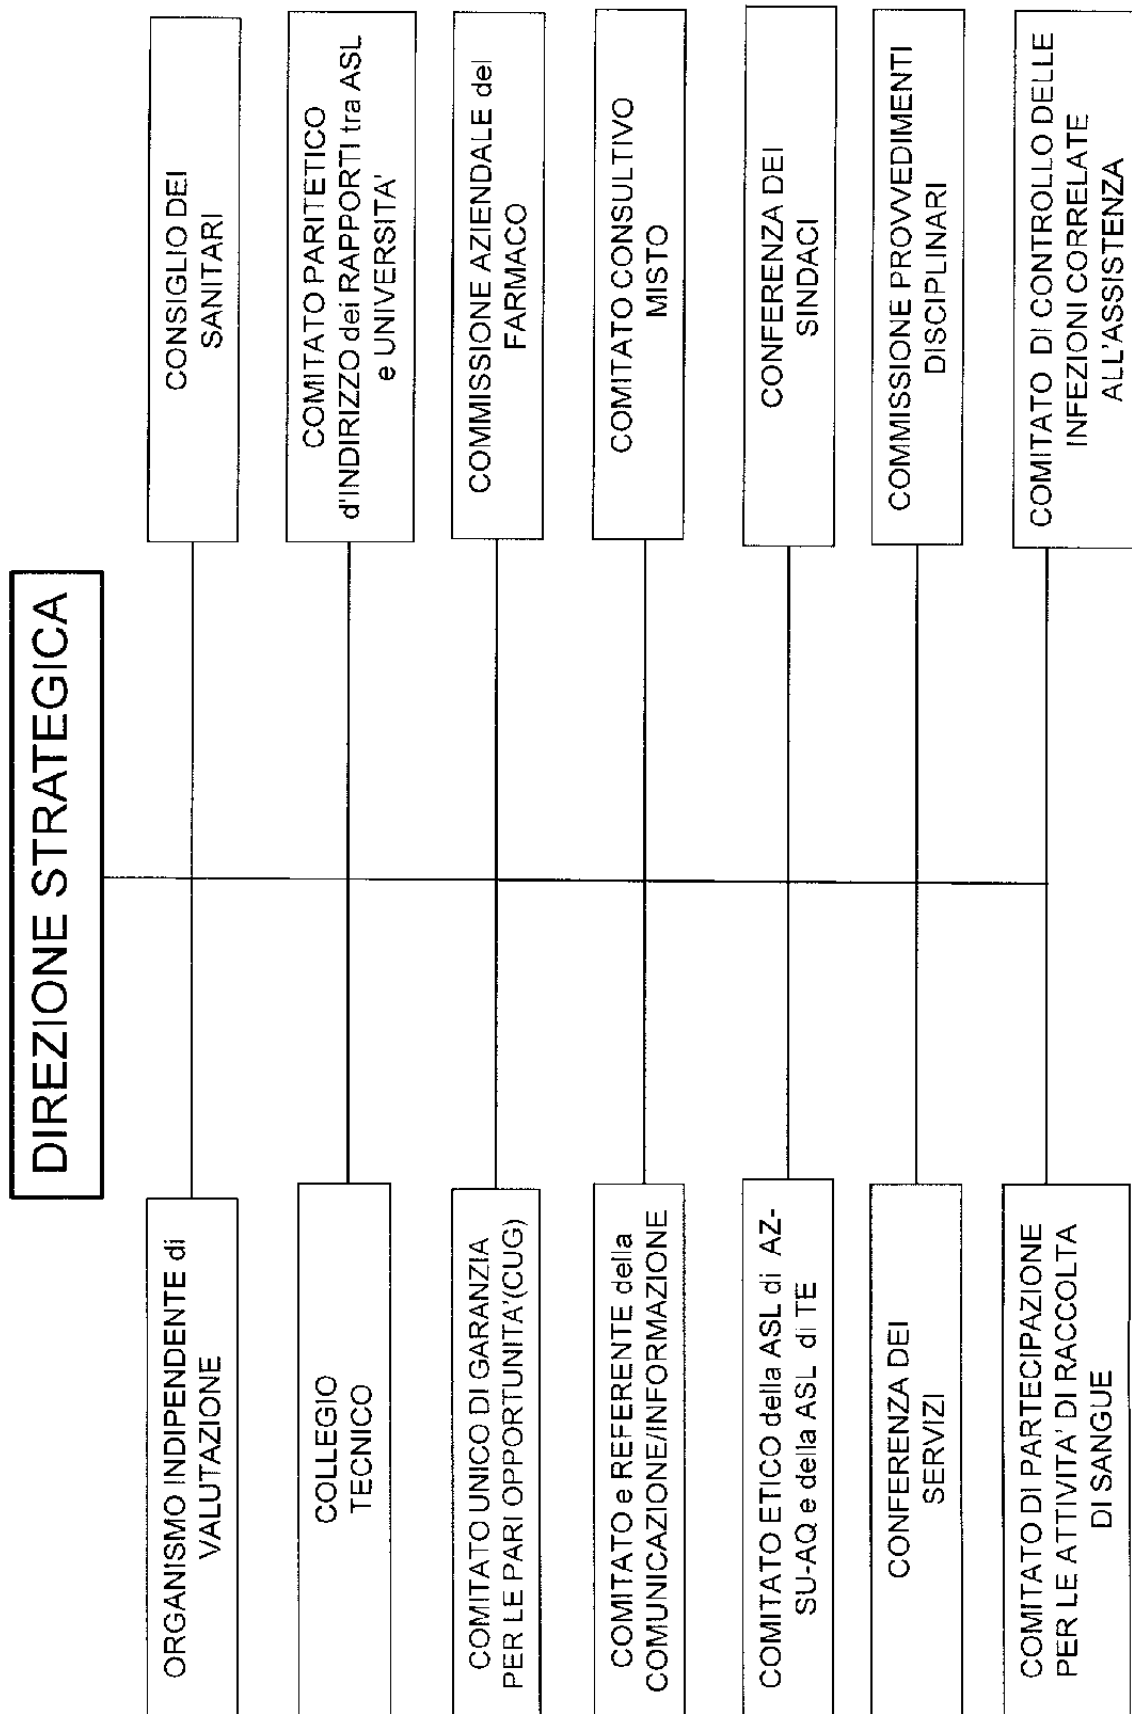 DIREZIONE STRATEGICA
ORGANISMO INDIPENDENTE di
VALUTAZIONE
CONSIGLIO DEI
SANITARI
COLLEGIO
TECNICO
COMITATO PARITETICO
d'INDIRIZZO dei RAPPORTI tra ASL
e UNIVERSITA'
COMITATO UNICO DI GARANZIA
PER LE PARI OPPORTUNITA'(CUG)
COMMISSIONE AZIENDALE del
FARMACO
COMITATO e REFERENTE della
COMUNICAZIONE/INFORMAZIONE
COMITATO CONSULTIVO
MISTO
COMITATO ETICO della ASL di AZ-
SU-AQ e della ASL di TE
CONFERENZA DEI
SINDACI
CONFERENZA DEI
SERVIZI
COMMISSIONE PROVVEDIMENTI
DISCIPLINARI
COMITATO DI PARTECIPAZIONE
PER LE ATTIVITA' DI RACCOLTA
DI SANGUE
COMITATO DI CONTROLLO DELLE
INFEZIONI CORRELATE
ALL'ASSISTENZA